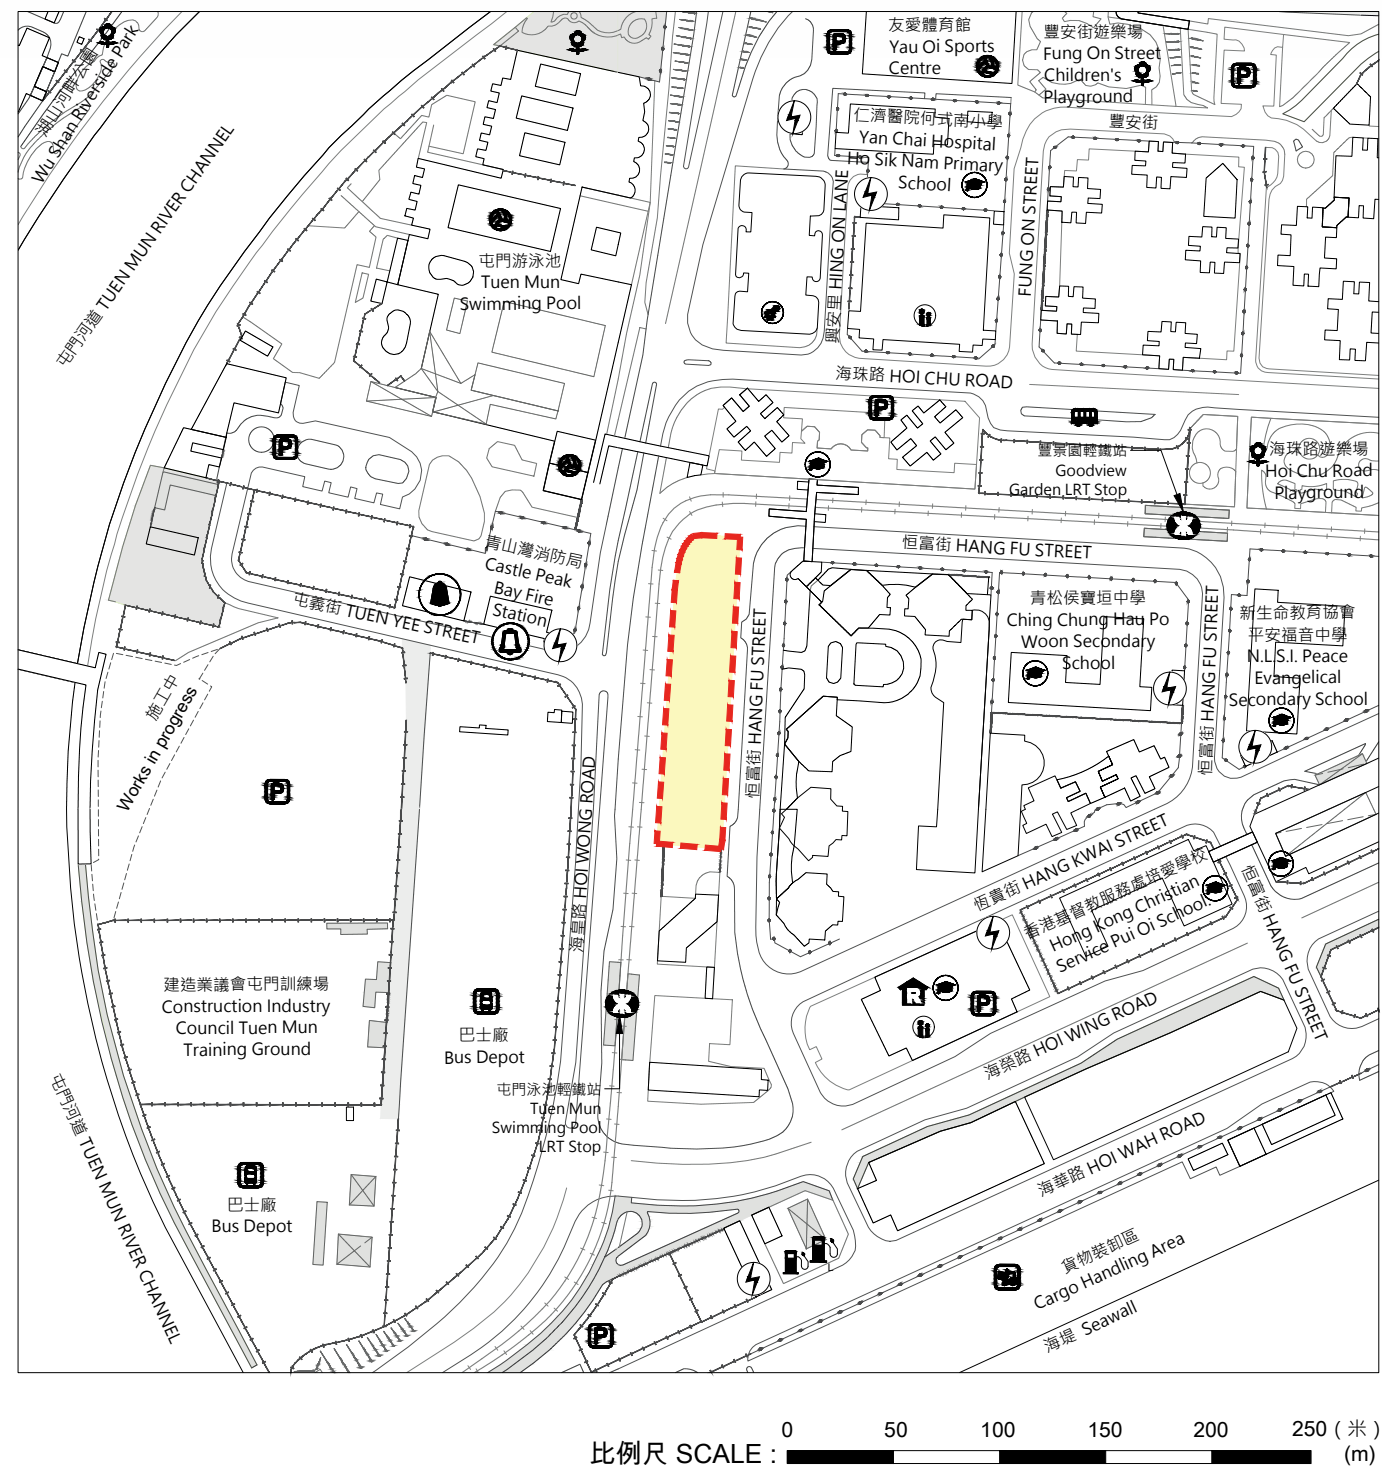 湖山河畔公園
Wu Shan Riverside Park
屯門河道 TUEN MUN RIVER CHANNEL
友愛體育館
Yau Oi Sports
Centre
豐安街遊樂場
Fung On Street
Children's
Playground
豐安街
仁濟醫院何式南小學
Yan Chai Hospital
Ho Sik Nam Primary
School
興安里 HING ON LANE
FUNG ON STREET
屯門游泳池
Tuen Mun
Swimming Pool
海珠路 HOI CHU ROAD
豐景園輕鐵站
Goodview
Garden LRT Stop
海珠路遊樂場
Hoi Chu Road
Playground
青山灣消防局
Castle Peak
Bay Fire
Station
屯義街 TUEN YEE STREET
恒富街 HANG FU STREET
恒富街 HANG FU STREET
恒富街 HANG FU STREET
青松侯寶垣中學
Ching Chung Hau Po
Woon Secondary
School
新生命教育協會
平安福音中學
N.L.S.I. Peace
Evangelical
Secondary School
施工中
Works in progress
海皇路 HOI WONG ROAD
恆貴街 HANG KWAI STREET
香港基督教服務處培愛學校
Hong Kong Christian
Service Pui Oi School
恒富街 HANG FU STREET
建造業議會屯門訓練場
Construction Industry
Council Tuen Mun
Training Ground
巴士廠
Bus Depot
屯門泳池輕鐵站
Tuen Mun
Swimming Pool
LRT Stop
海榮路 HOI WING ROAD
海華路 HOI WAH ROAD
屯門河道 TUEN MUN RIVER CHANNEL
巴士廠
Bus Depot
貨物裝卸區
Cargo Handling Area
海堤 Seawall
比例尺 SCALE :
0 50 100 150 200 250 (米)
(m)